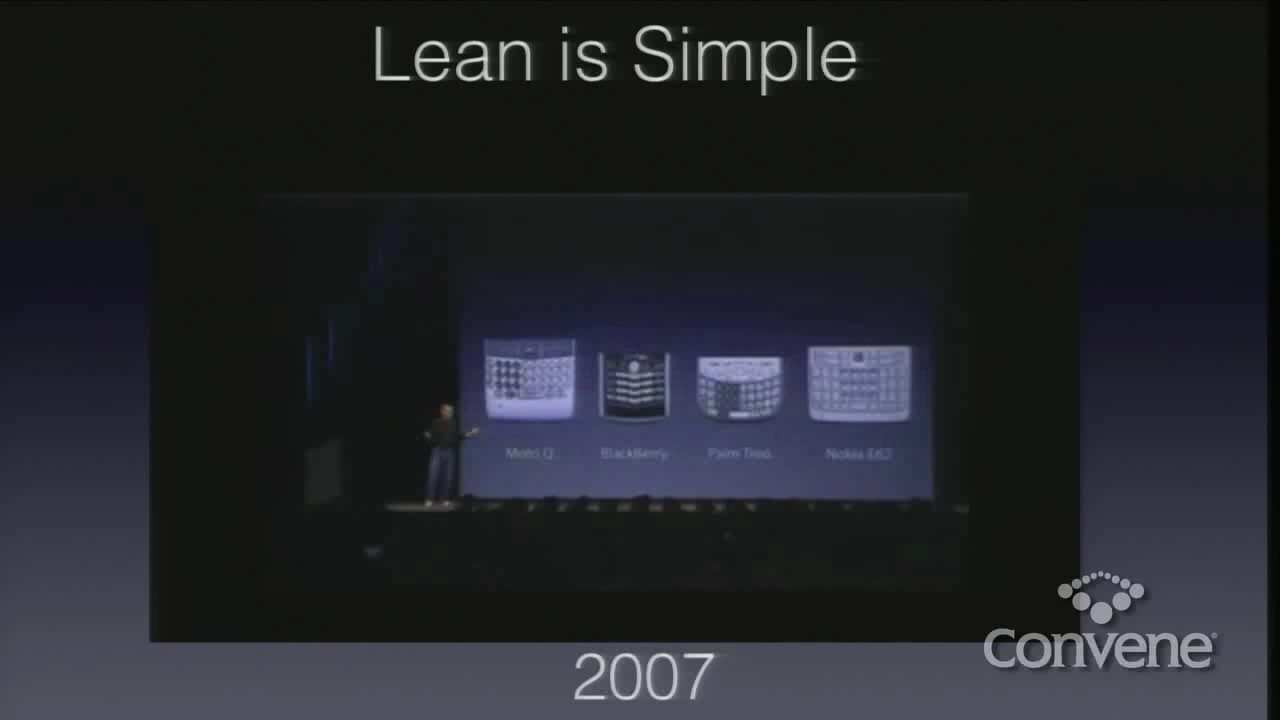 Lean is Simple
Moto Q
BlackBerry
Palm Treo
Nokia E62
2007
Convene